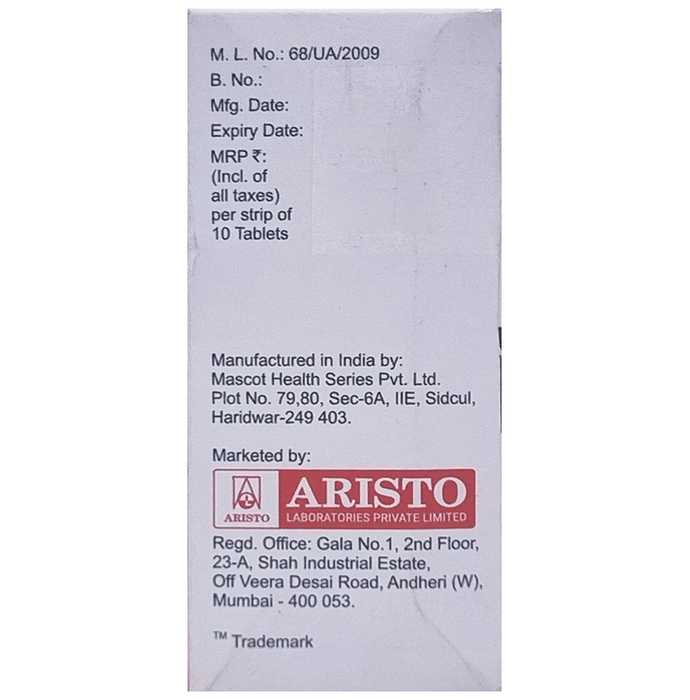 M. L. No.: 68/UA/2009
B. No.:
Mfg. Date:
Expiry Date:
MRP ₹:
(Incl. of
all taxes)
per strip of
10 Tablets
Manufactured in India by:
Mascot Health Series Pvt. Ltd.
Plot No. 79,80, Sec-6A, IIE, Sidcul,
Haridwar-249 403.
Marketed by:
ARISTO
ARISTO
LABORATORIES PRIVATE LIMITED
Regd. Office: Gala No.1, 2nd Floor,
23-A, Shah Industrial Estate,
Off Veera Desai Road, Andheri (W),
Mumbai - 400 053.
™ Trademark